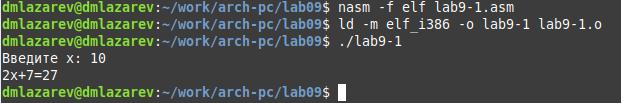 dmlazarev@dmlazarev:~/work/arch-pc/lab09$ nasm -f elf lab9-1.asm
dmlazarev@dmlazarev:~/work/arch-pc/lab09$ ld -m elf_i386 -o lab9-1 lab9-1.o
dmlazarev@dmlazarev:~/work/arch-pc/lab09$ ./lab9-1
Введите x: 10
2x+7=27
dmlazarev@dmlazarev:~/work/arch-pc/lab09$